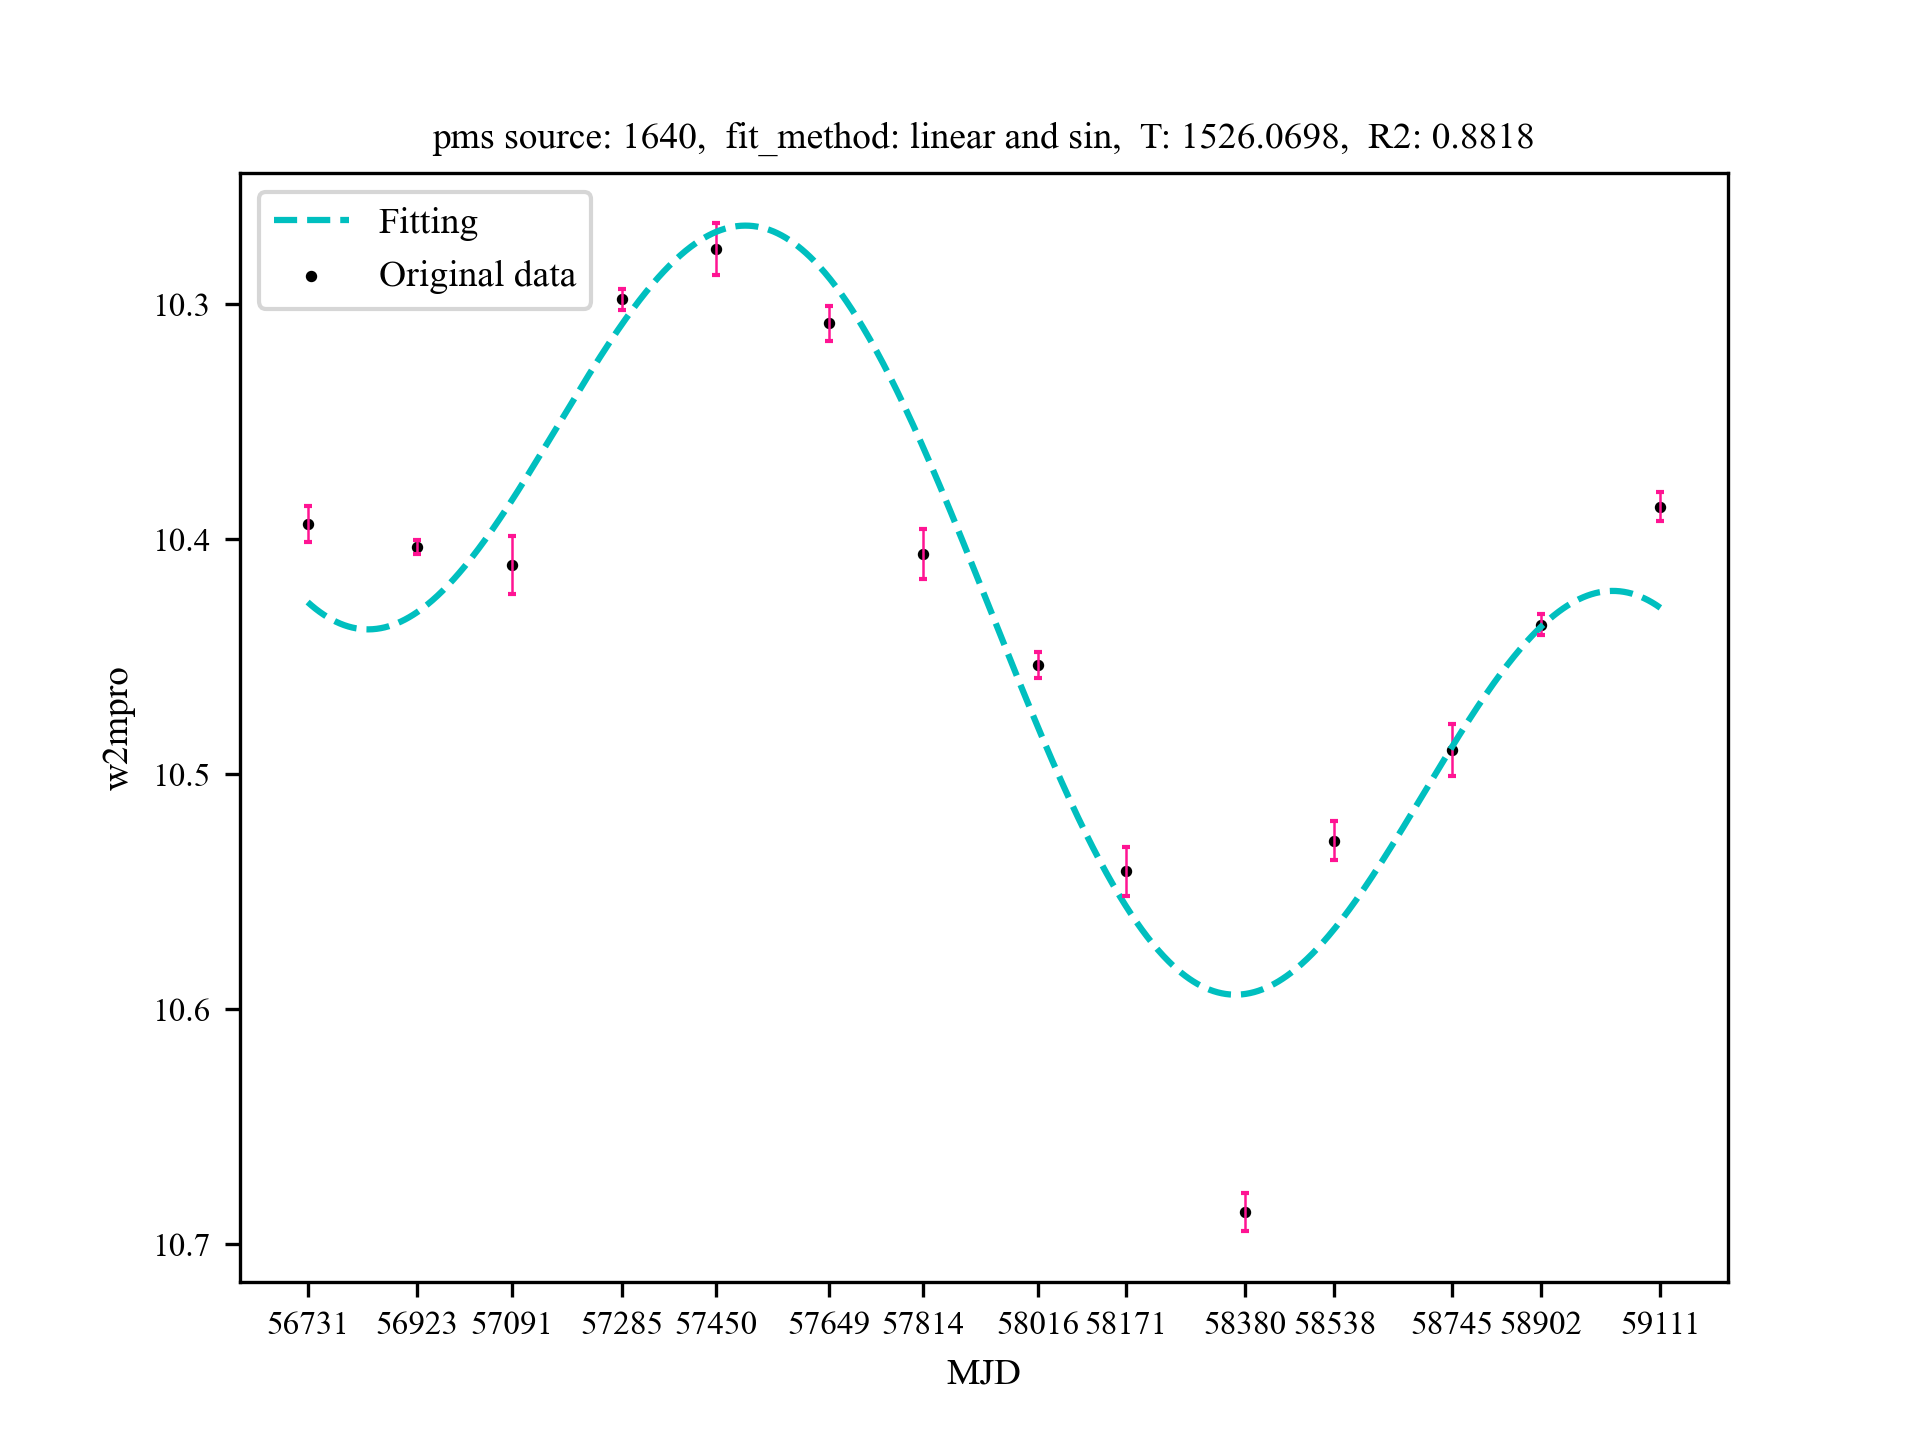 pms source: 1640,  fit_method: linear and sin,  T: 1526.0698,  R2: 0.8818
Fitting
Original data
10.3
10.4
10.5
10.6
10.7
w2mpro
56731 56923 57091 57285 57450 57649 57814 58016 58171 58380 58538 58745 58902 59111
MJD